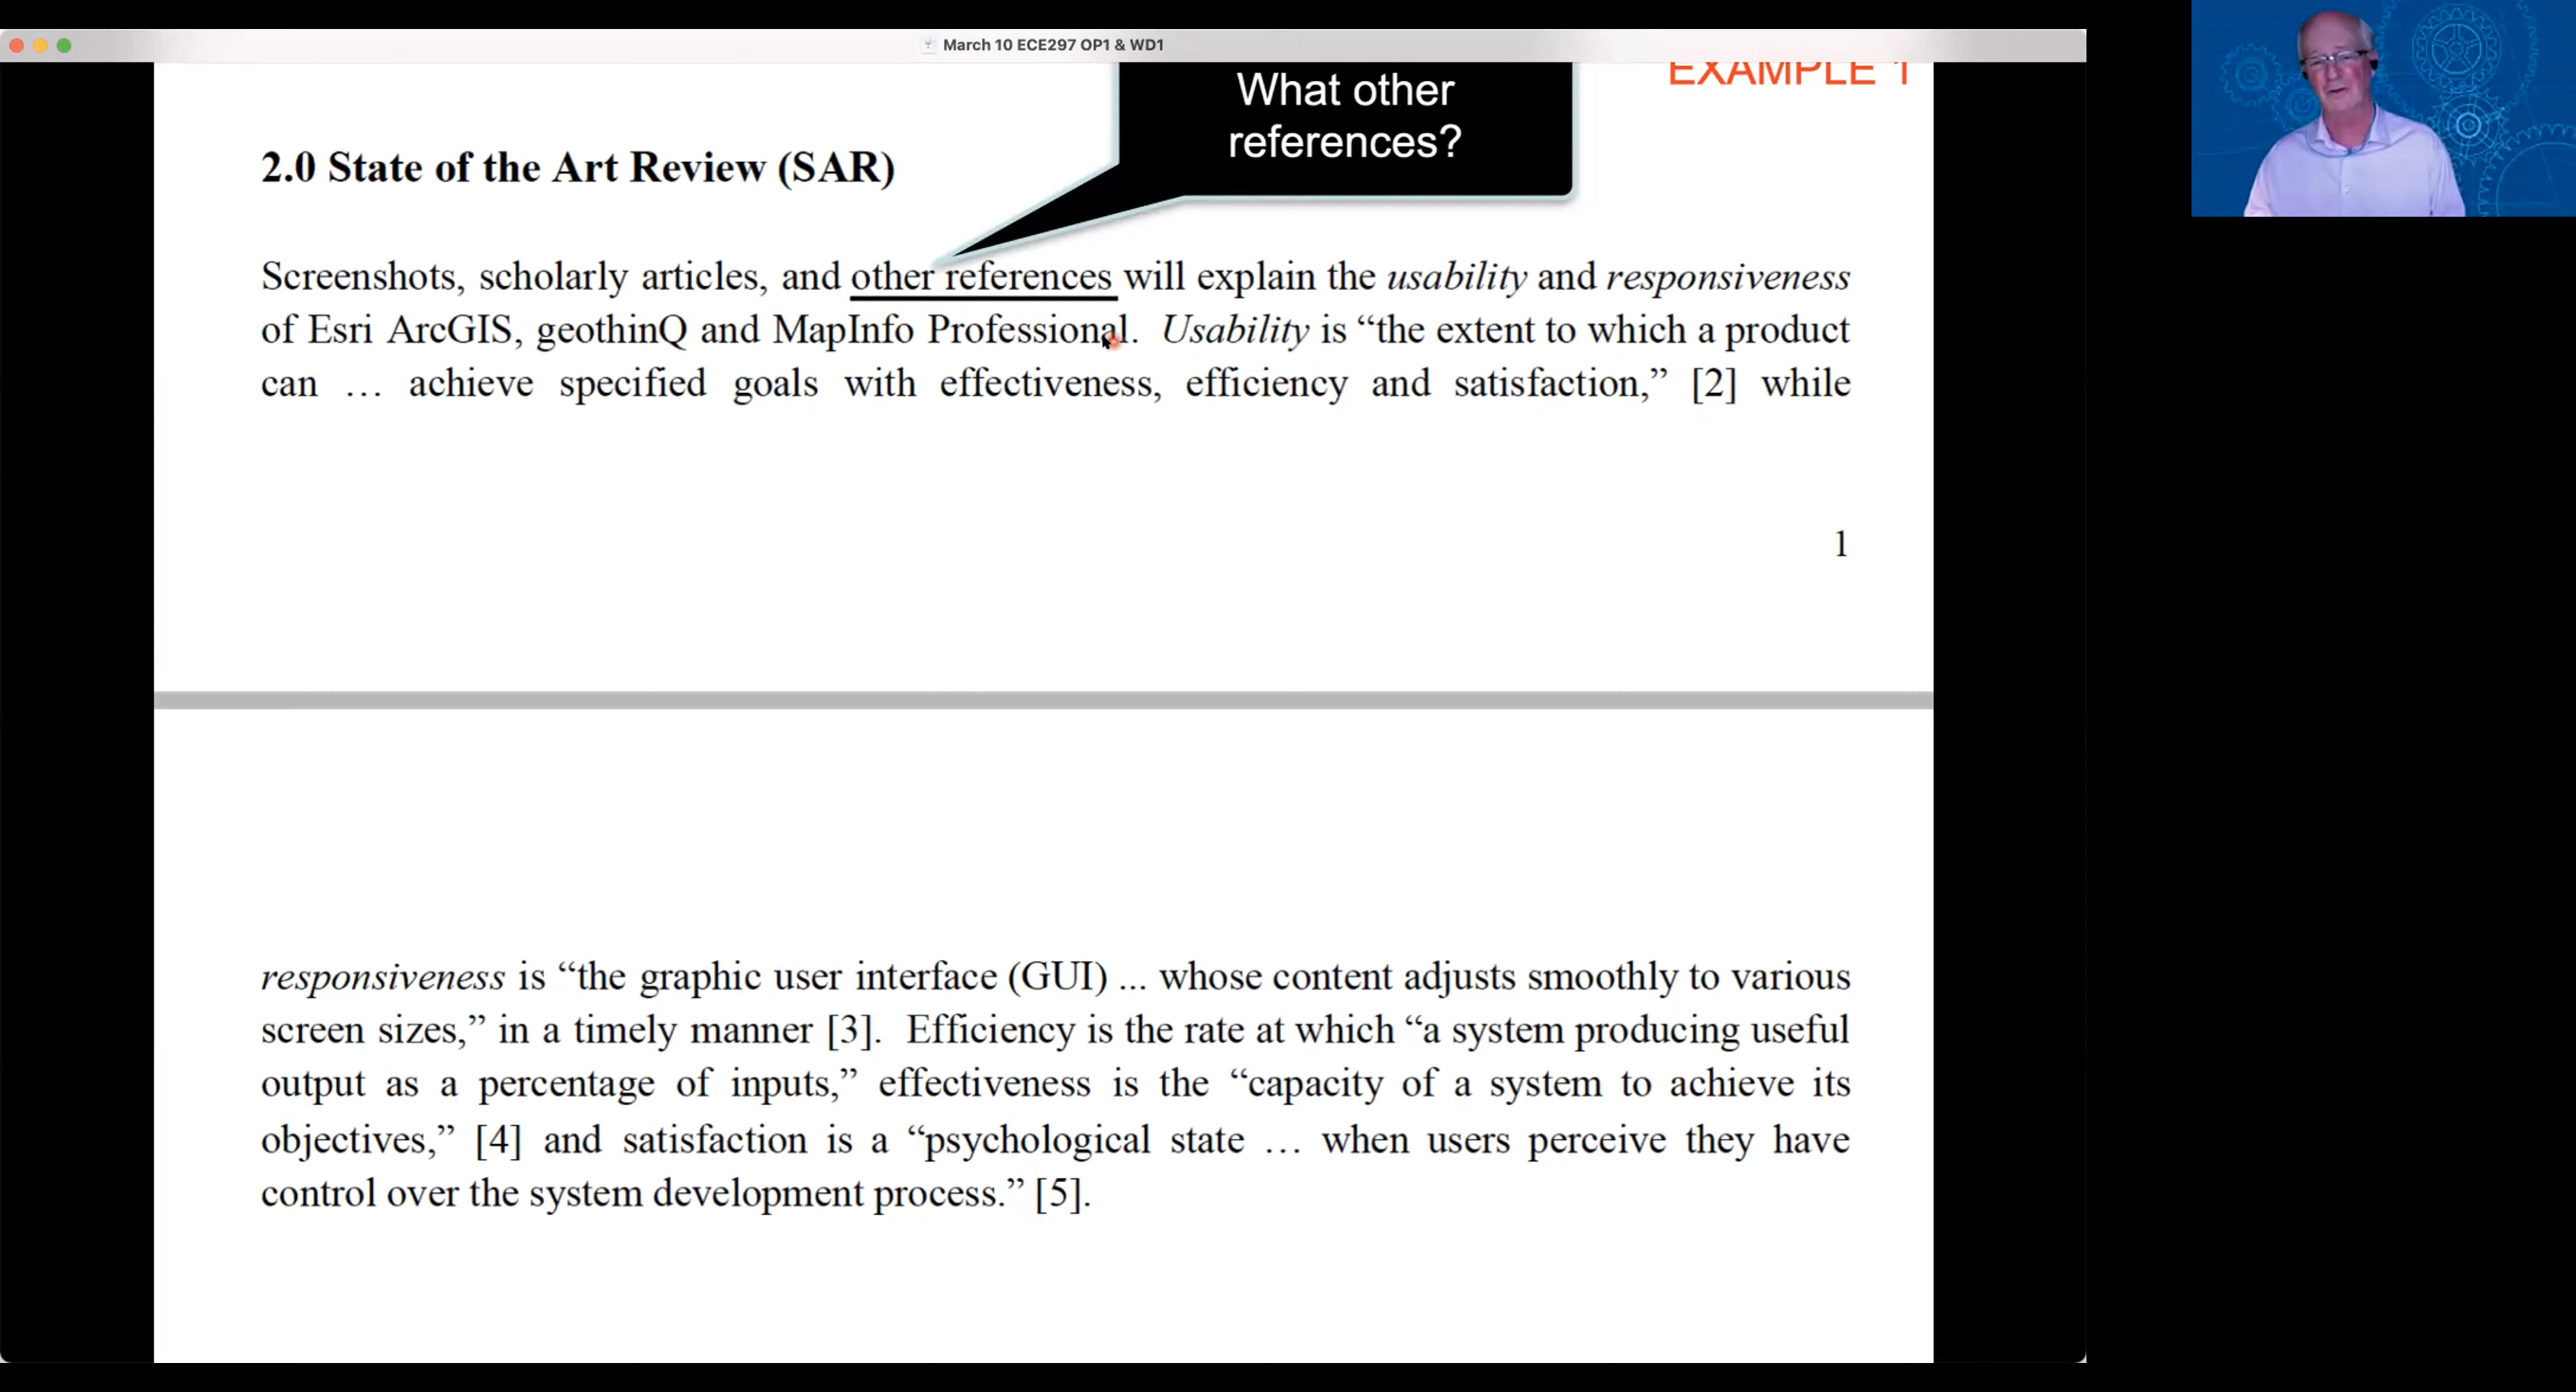 March 10 ECE297 OP1 & WD1
What other
references?
EXAMPLE 1
2.0 State of the Art Review (SAR)
Screenshots, scholarly articles, and other references will explain the usability and responsiveness
of Esri ArcGIS, geothinQ and MapInfo Professional. Usability is “the extent to which a product
can … achieve specified goals with effectiveness, efficiency and satisfaction,” [2] while
1
responsiveness is “the graphic user interface (GUI) ... whose content adjusts smoothly to various
screen sizes,” in a timely manner [3]. Efficiency is the rate at which “a system producing useful
output as a percentage of inputs,” effectiveness is the “capacity of a system to achieve its
objectives,” [4] and satisfaction is a “psychological state … when users perceive they have
control over the system development process.” [5].